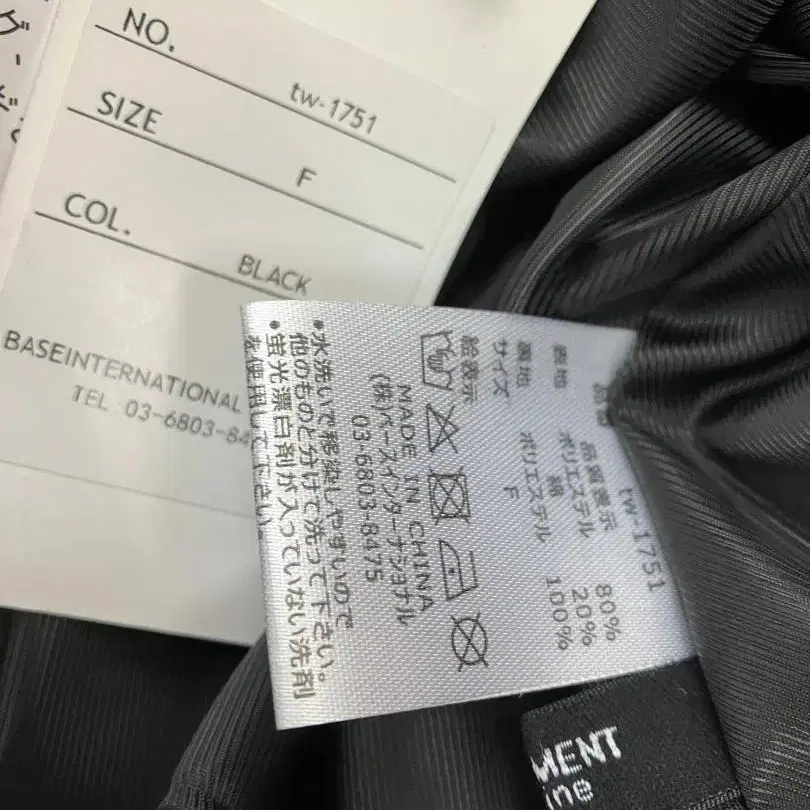 NO.
tw-1751
SIZE
F
COL.
BLACK
BASEINTERNATIONAL
TEL 03-6803-84
品番 tw-1751
品質表示
表地 ポリエステル 80%
綿 20%
裏地 ポリエステル 100%
サイズ F
絵表示
MADE IN CHINA
(株)ベースインターナショナル
03-6803-8475
•水洗いで移染しやすいので
他のものと分けて洗って下さい。
•蛍光漂白剤が入っていない洗剤
を使用して下さい。
MENT